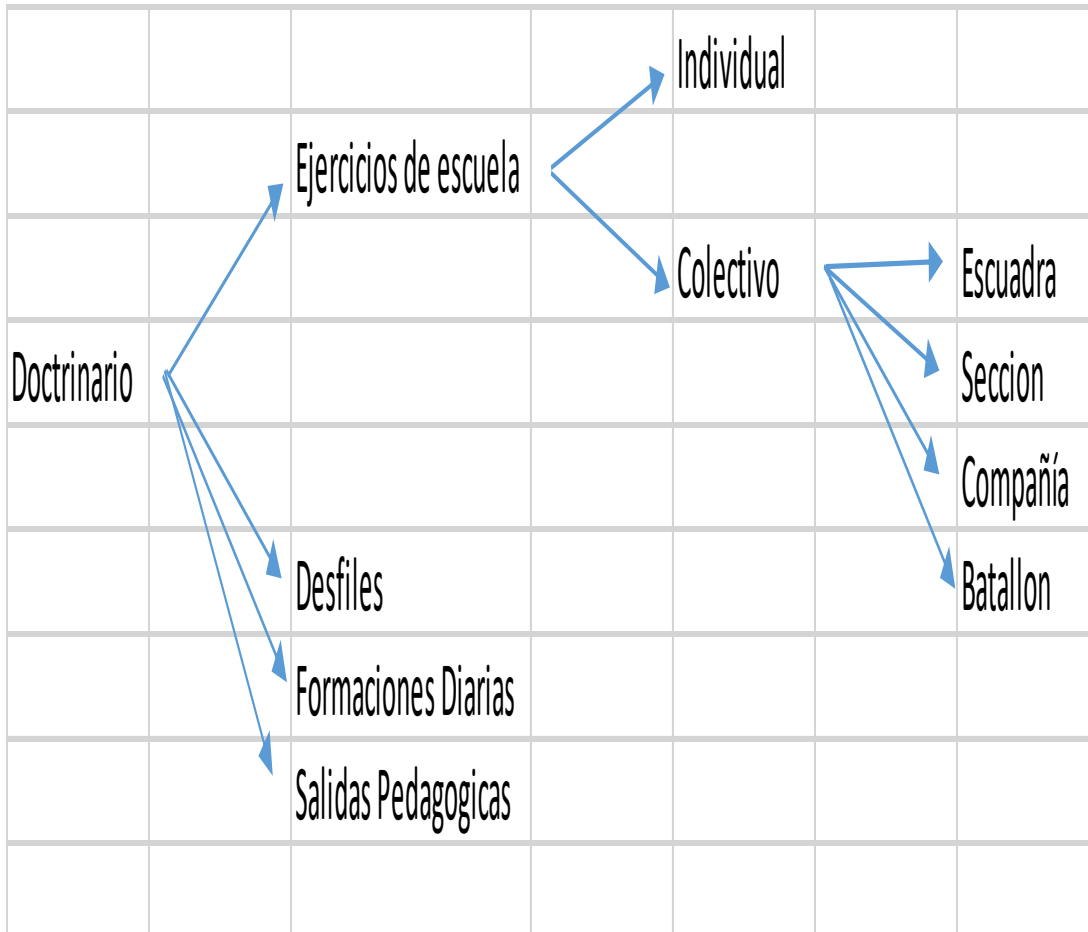 Individual
Ejercicios de escuela
Colectivo
Escuadra
Doctrinario
Seccion
Compañía
Desfiles
Batallon
Formaciones Diarias
Salidas Pedagogicas